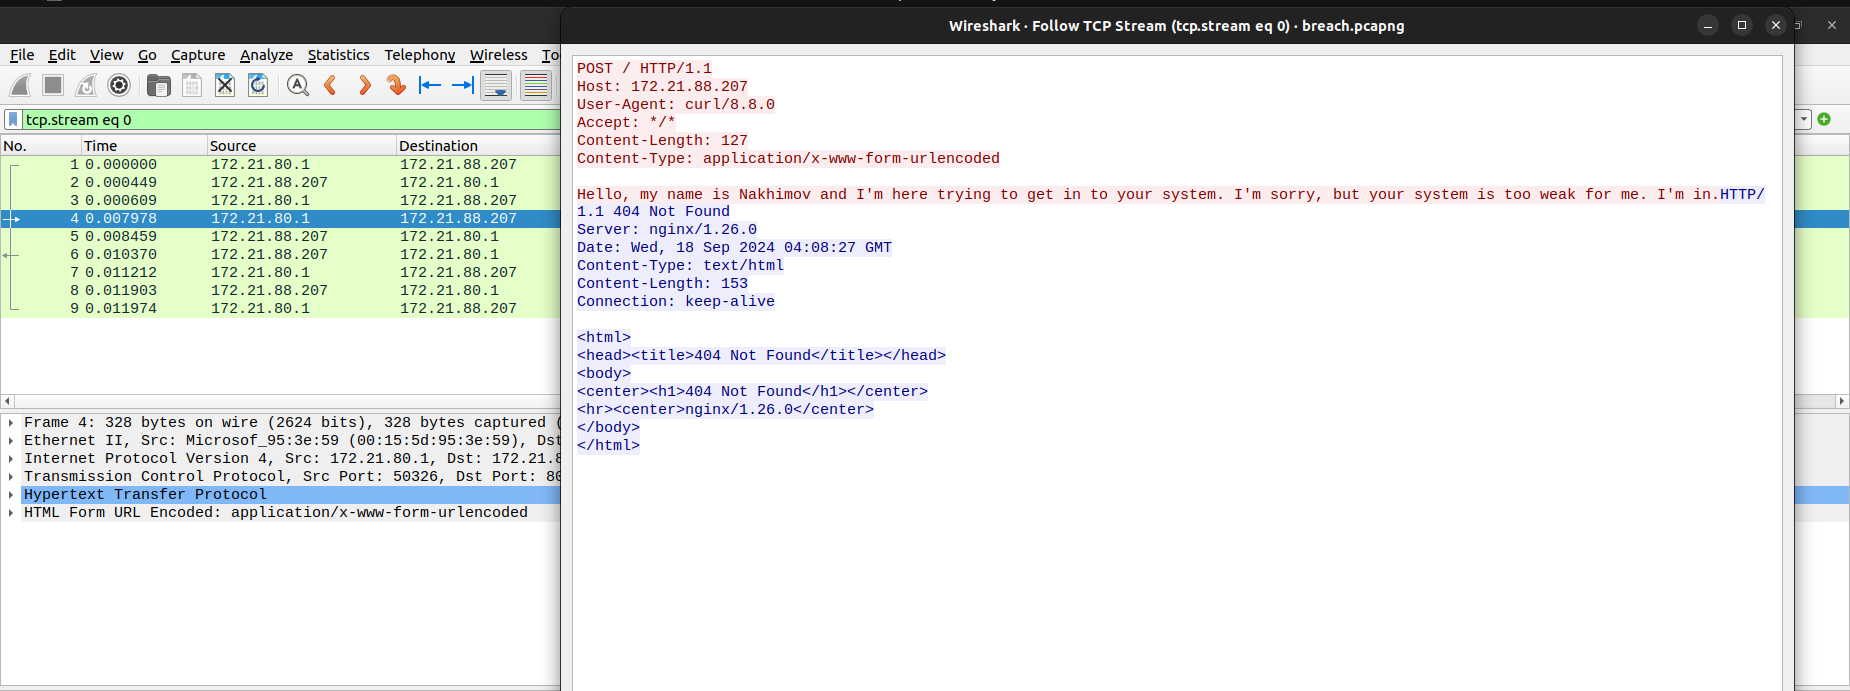 Wireshark · Follow TCP Stream (tcp.stream eq 0) · breach.pcapng
File Edit View Go Capture Analyze Statistics Telephony Wireless To
tcp.stream eq 0
No. Time Source Destination
1 0.000000 172.21.80.1 172.21.88.207
2 0.000449 172.21.88.207 172.21.80.1
3 0.000609 172.21.80.1 172.21.88.207
4 0.007978 172.21.80.1 172.21.88.207
5 0.008459 172.21.88.207 172.21.80.1
6 0.010370 172.21.88.207 172.21.80.1
7 0.011212 172.21.80.1 172.21.88.207
8 0.011903 172.21.88.207 172.21.80.1
9 0.011974 172.21.80.1 172.21.88.207
Frame 4: 328 bytes on wire (2624 bits), 328 bytes captured (
Ethernet II, Src: Microsof_95:3e:59 (00:15:5d:95:3e:59), Dst
Internet Protocol Version 4, Src: 172.21.80.1, Dst: 172.21.8
Transmission Control Protocol, Src Port: 50326, Dst Port: 80
Hypertext Transfer Protocol
HTML Form URL Encoded: application/x-www-form-urlencoded
POST / HTTP/1.1
Host: 172.21.88.207
User-Agent: curl/8.8.0
Accept: */*
Content-Length: 127
Content-Type: application/x-www-form-urlencoded
Hello, my name is Nakhimov and I'm here trying to get in to your system. I'm sorry, but your system is too weak for me. I'm in.HTTP/
1.1 404 Not Found
Server: nginx/1.26.0
Date: Wed, 18 Sep 2024 04:08:27 GMT
Content-Type: text/html
Content-Length: 153
Connection: keep-alive
<html>
<head><title>404 Not Found</title></head>
<body>
<center><h1>404 Not Found</h1></center>
<hr><center>nginx/1.26.0</center>
</body>
</html>